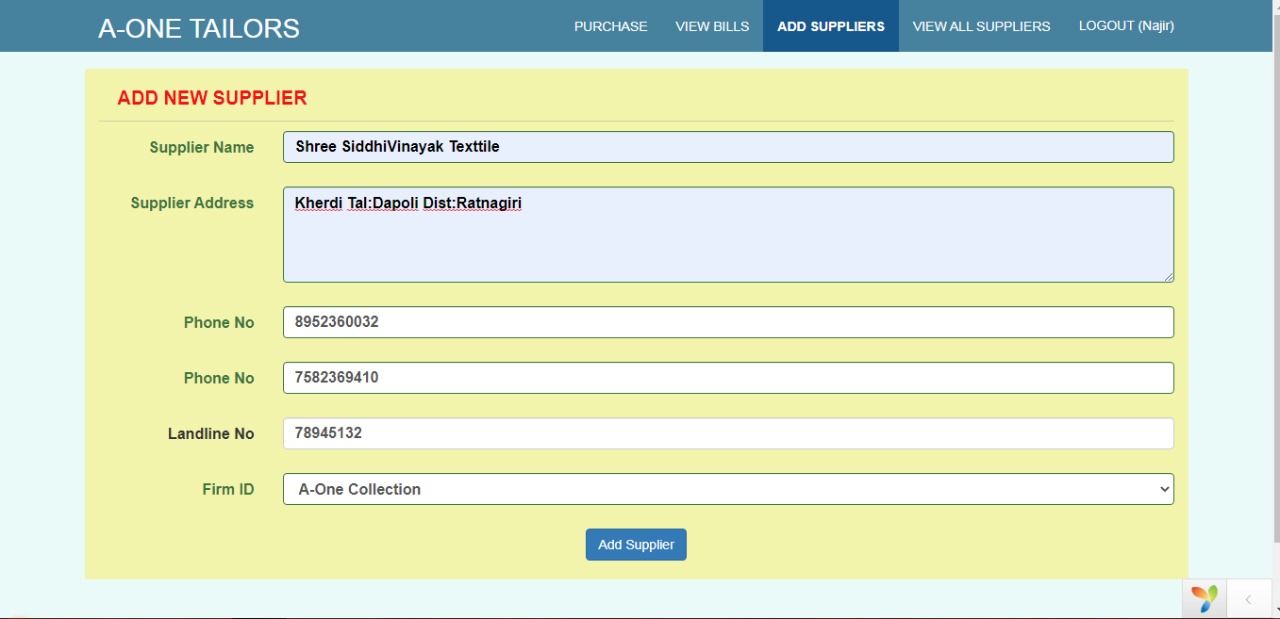 A-ONE TAILORS
PURCHASE VIEW BILLS ADD SUPPLIERS VIEW ALL SUPPLIERS LOGOUT (Najir)
ADD NEW SUPPLIER
Supplier Name Shree SiddhiVinayak Texttile
Supplier Address Kherdi Tal:Dapoli Dist:Ratnagiri
Phone No 8952360032
Phone No 7582369410
Landline No 78945132
Firm ID A-One Collection
Add Supplier